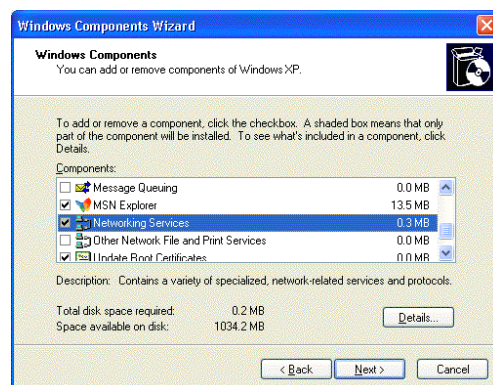 Windows Components Wizard
Windows Components
You can add or remove components of Windows XP.
To add or remove a component, click the checkbox. A shaded box means that only
part of the component will be installed. To see what's included in a component, click
Details.
Components:
Message Queuing 0.0 MB
MSN Explorer 13.5 MB
Networking Services 0.3 MB
Other Network File and Print Services 0.0 MB
Update Root Certificates 0.0 MB
Description: Contains a variety of specialized, network-related services and protocols.
Total disk space required: 0.2 MB
Space available on disk: 1034.2 MB
Details...
< Back Next > Cancel